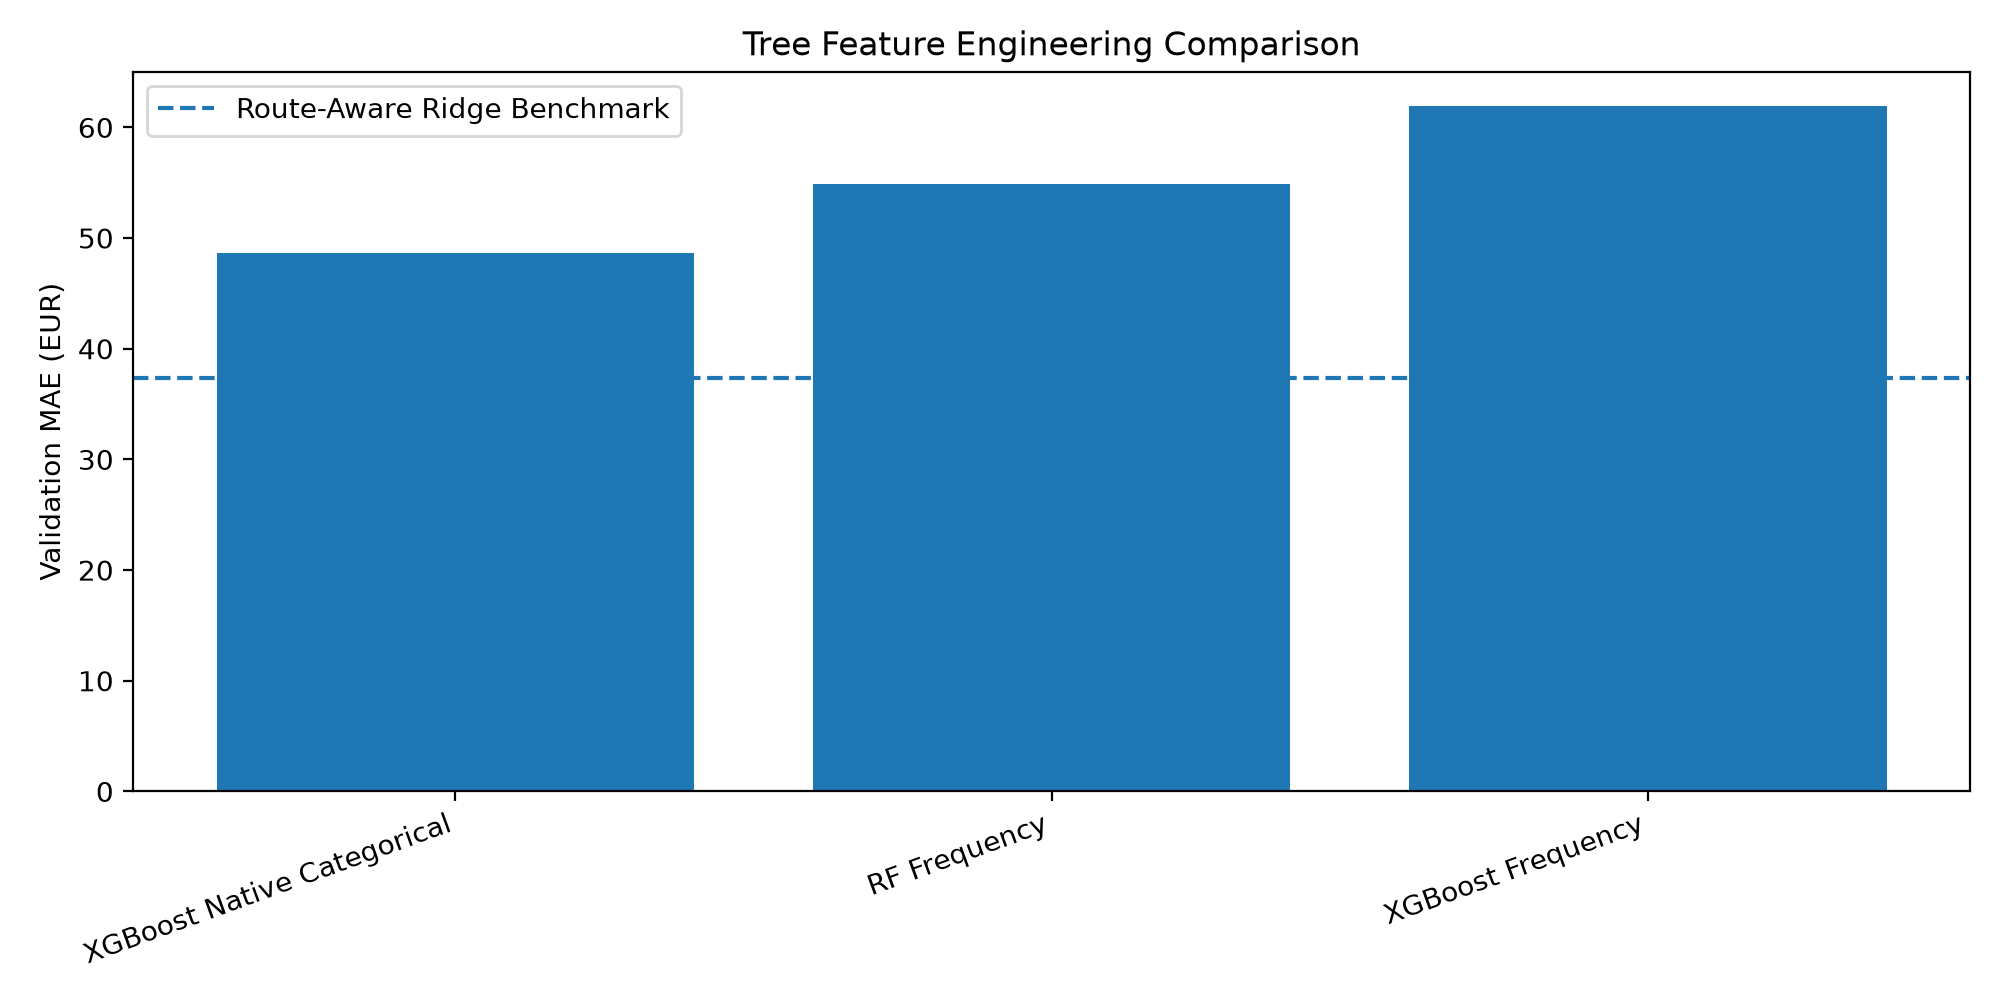 Tree Feature Engineering Comparison
Route-Aware Ridge Benchmark
Validation MAE (EUR)
60
50
40
30
20
10
0
XGBoost Native Categorical
RF Frequency
XGBoost Frequency